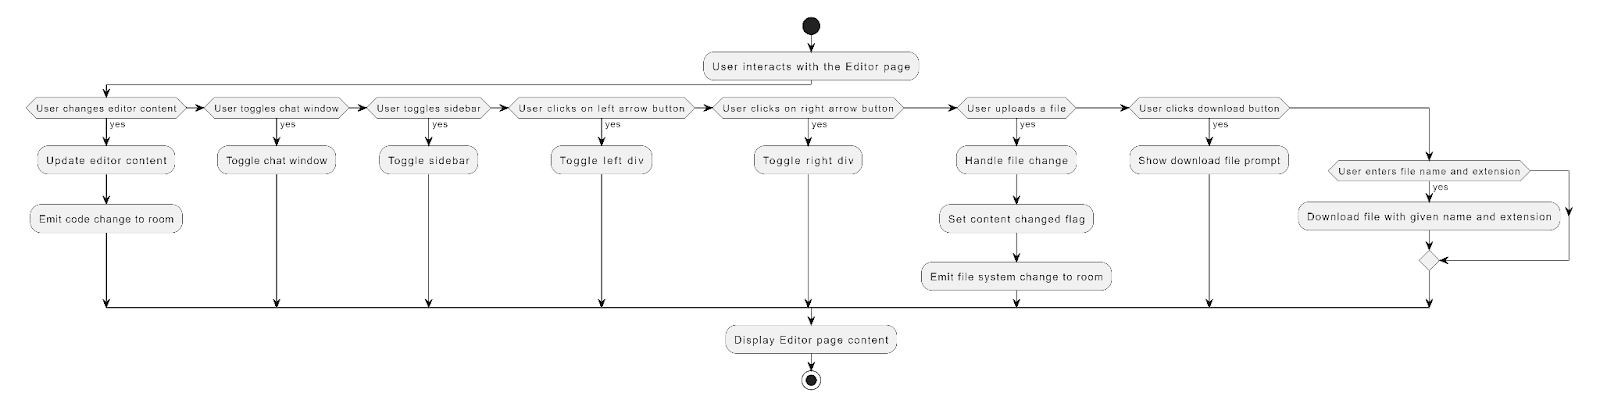 User interacts with the Editor page
User changes editor content
User toggles chat window
User toggles sidebar
User clicks on left arrow button
User clicks on right arrow button
User uploads a file
User clicks download button
yes
yes
yes
yes
yes
yes
yes
Update editor content
Toggle chat window
Toggle sidebar
Toggle left div
Toggle right div
Handle file change
Show download file prompt
User enters file name and extension
yes
Emit code change to room
Set content changed flag
Download file with given name and extension
Emit file system change to room
Display Editor page content